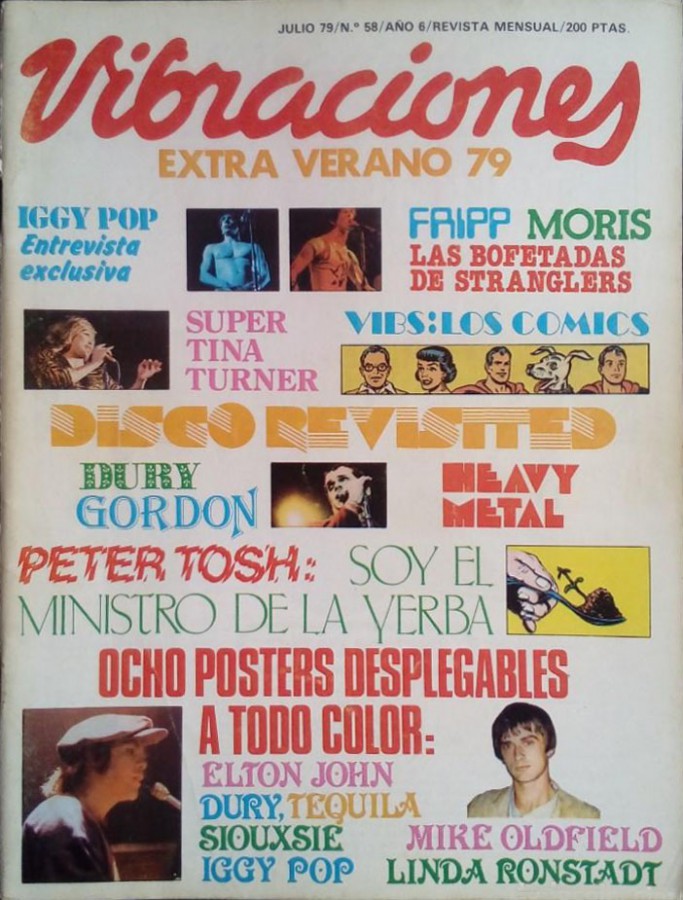 JULIO 79/N.º 58/AÑO 6/REVISTA MENSUAL/200 PTAS.
Vibraciones
EXTRA VERANO 79
IGGY POP
Entrevista
exclusiva
FRIPP MORIS
LAS BOFETADAS
DE STRANGLERS
SUPER
TINA
TURNER
VIBS:LOS COMICS
DISCO REVISITED
DURY
GORDON
HEAVY
METAL
PETER TOSH: SOY EL
MINISTRO DE LA YERBA
OCHO POSTERS DESPLEGABLES
A TODO COLOR:
ELTON JOHN
DURY, TEQUILA
SIOUXSIE MIKE OLDFIELD
IGGY POP LINDA RONSTADT